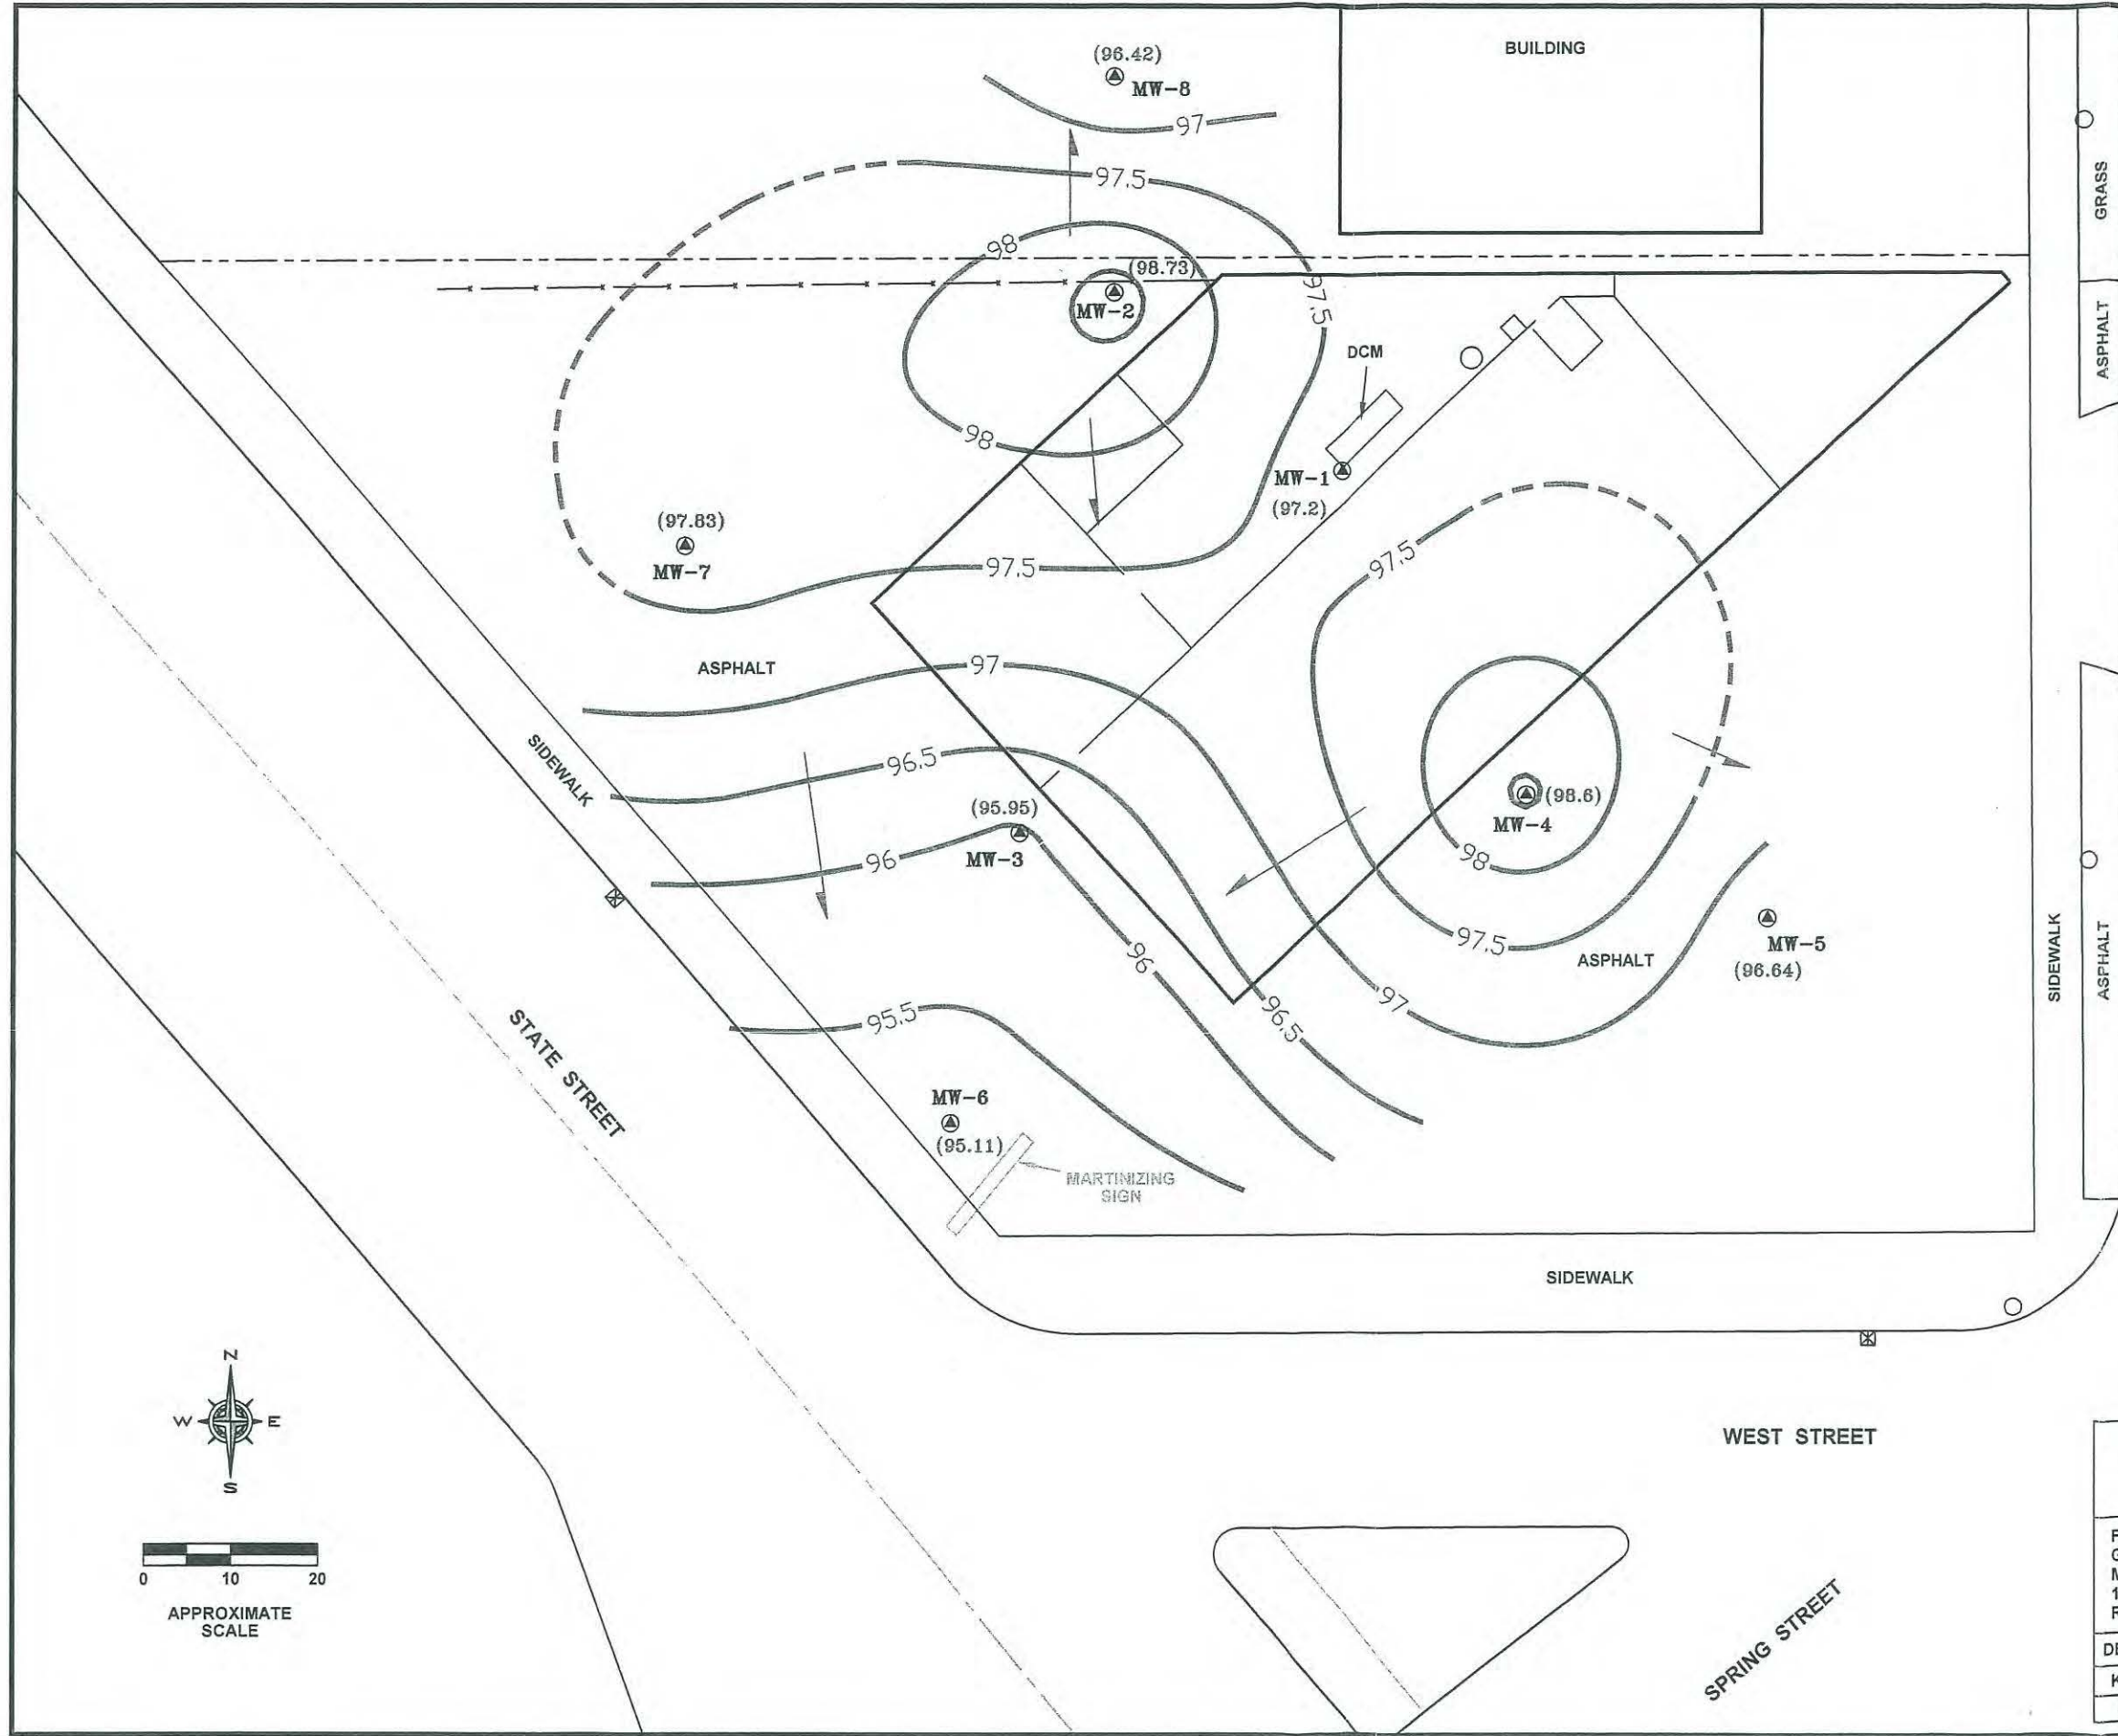 BUILDING
(96.42)
MW-8
97
97.5
GRASS
98
(98.73)
MW-2
97.5
ASPHALT
DCM
98
MW-1
(97.2)
(97.83)
MW-7
97.5
97.5
ASPHALT
97
SIDEWALK
96.5
(95.95)
MW-3
96
(98.6)
MW-4
98
97.5
ASPHALT
MW-5
(96.64)
SIDEWALK
ASPHALT
96
97
96.5
95.5
STATE STREET
MW-6
(95.11)
MARTINIZING
SIGN
SIDEWALK
N
W
E
S
WEST STREET
0 10 20
APPROXIMATE
SCALE
SPRING STREET